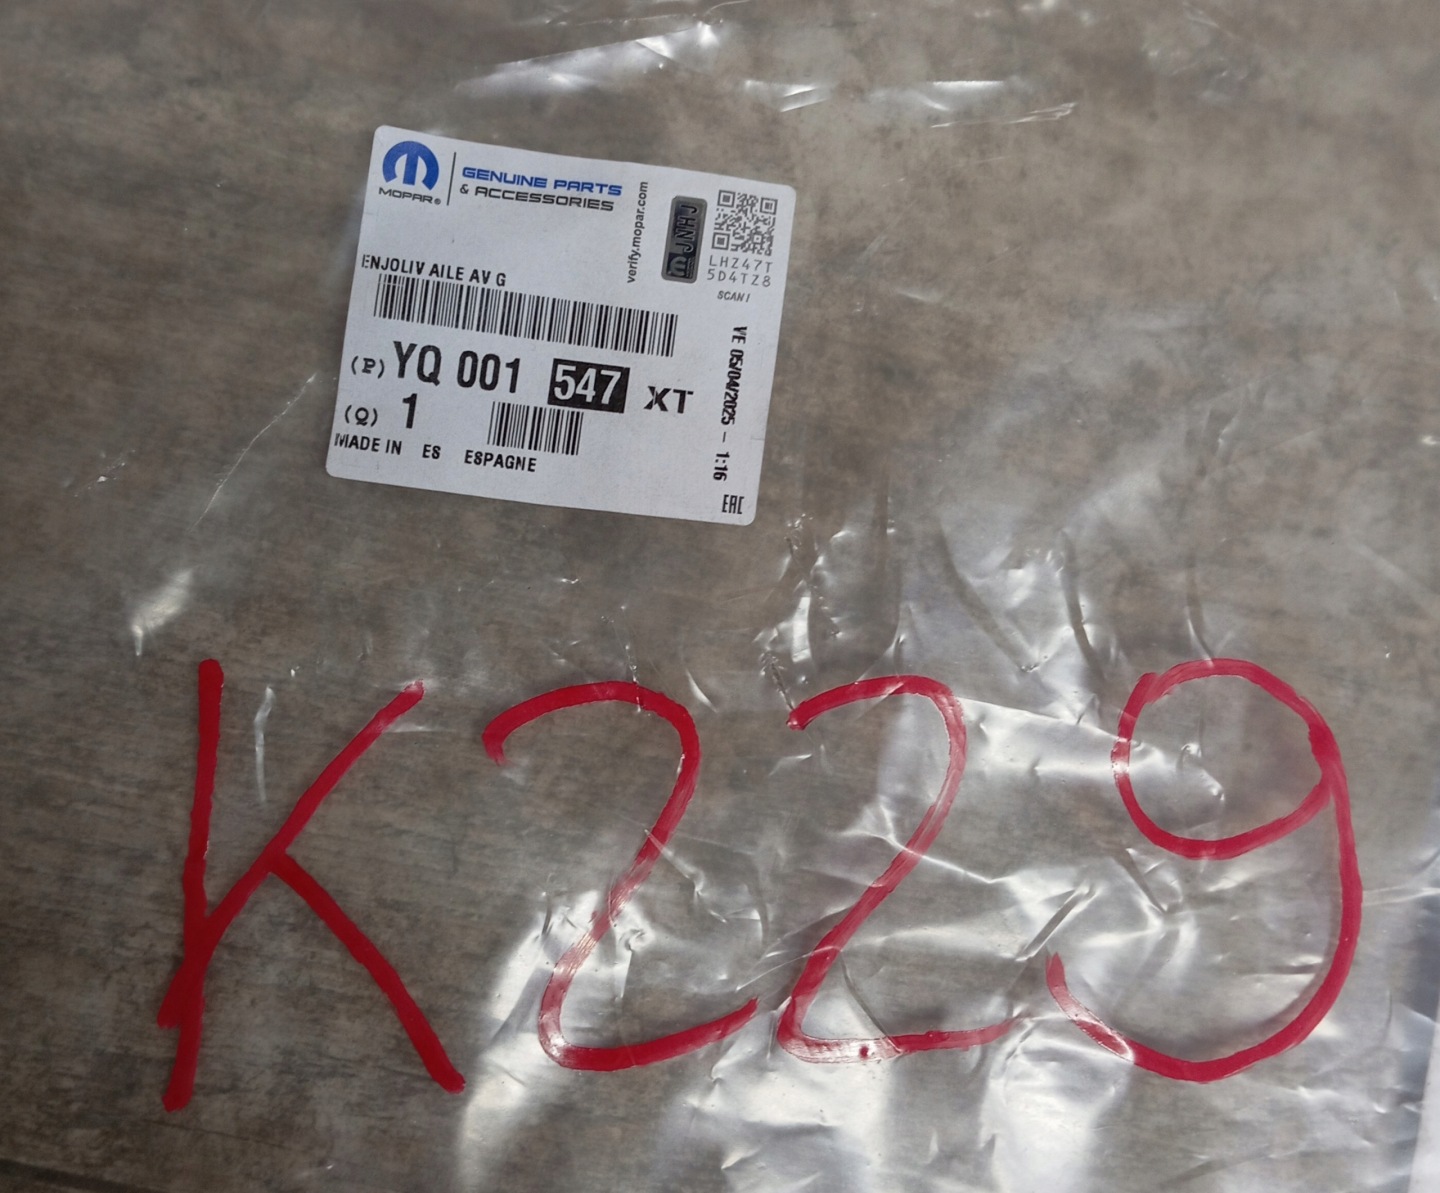 MOPAR®
GENUINE PARTS
& ACCESSORIES
verify.mopar.com
JNHJ
LHZ47T
5D4TZ8
SCAN!
ENJOLIV AILE AV G
(P) YQ 001 547 XT
(Q) 1
MADE IN ES ESPAGNE
VE 05/04/2025 - 1:16
EAC
K229